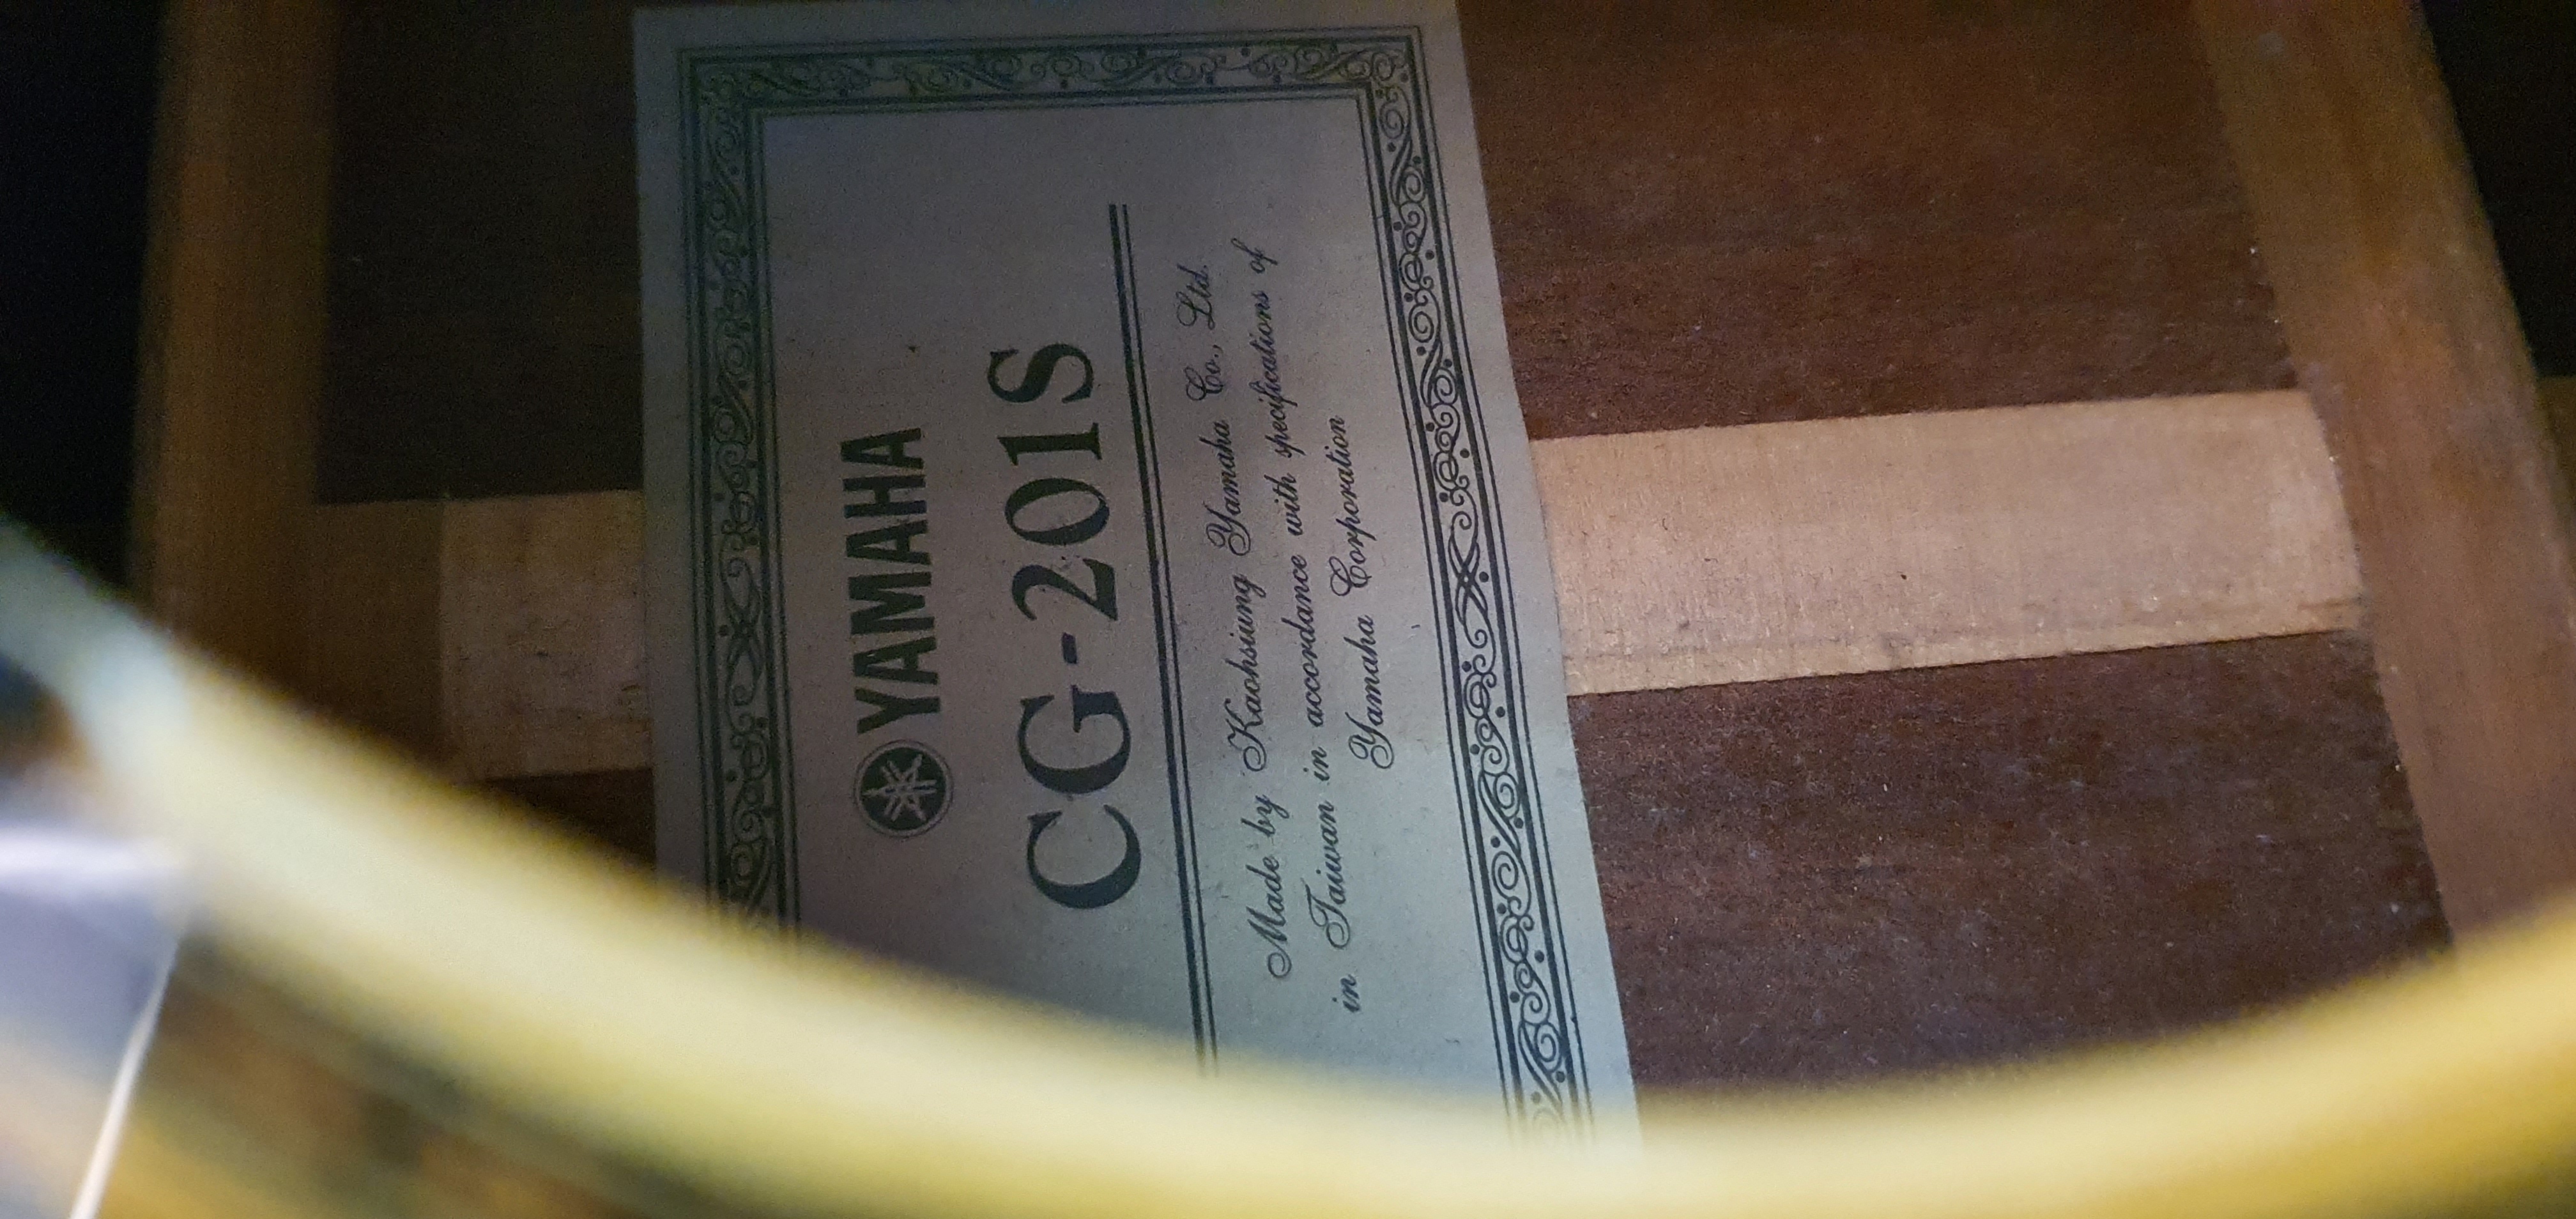 YAMAHA
CG-201S
Made by Kaohsiung Yamaha Co., Ltd.
in Taiwan in accordance with specifications of
Yamaha Corporation